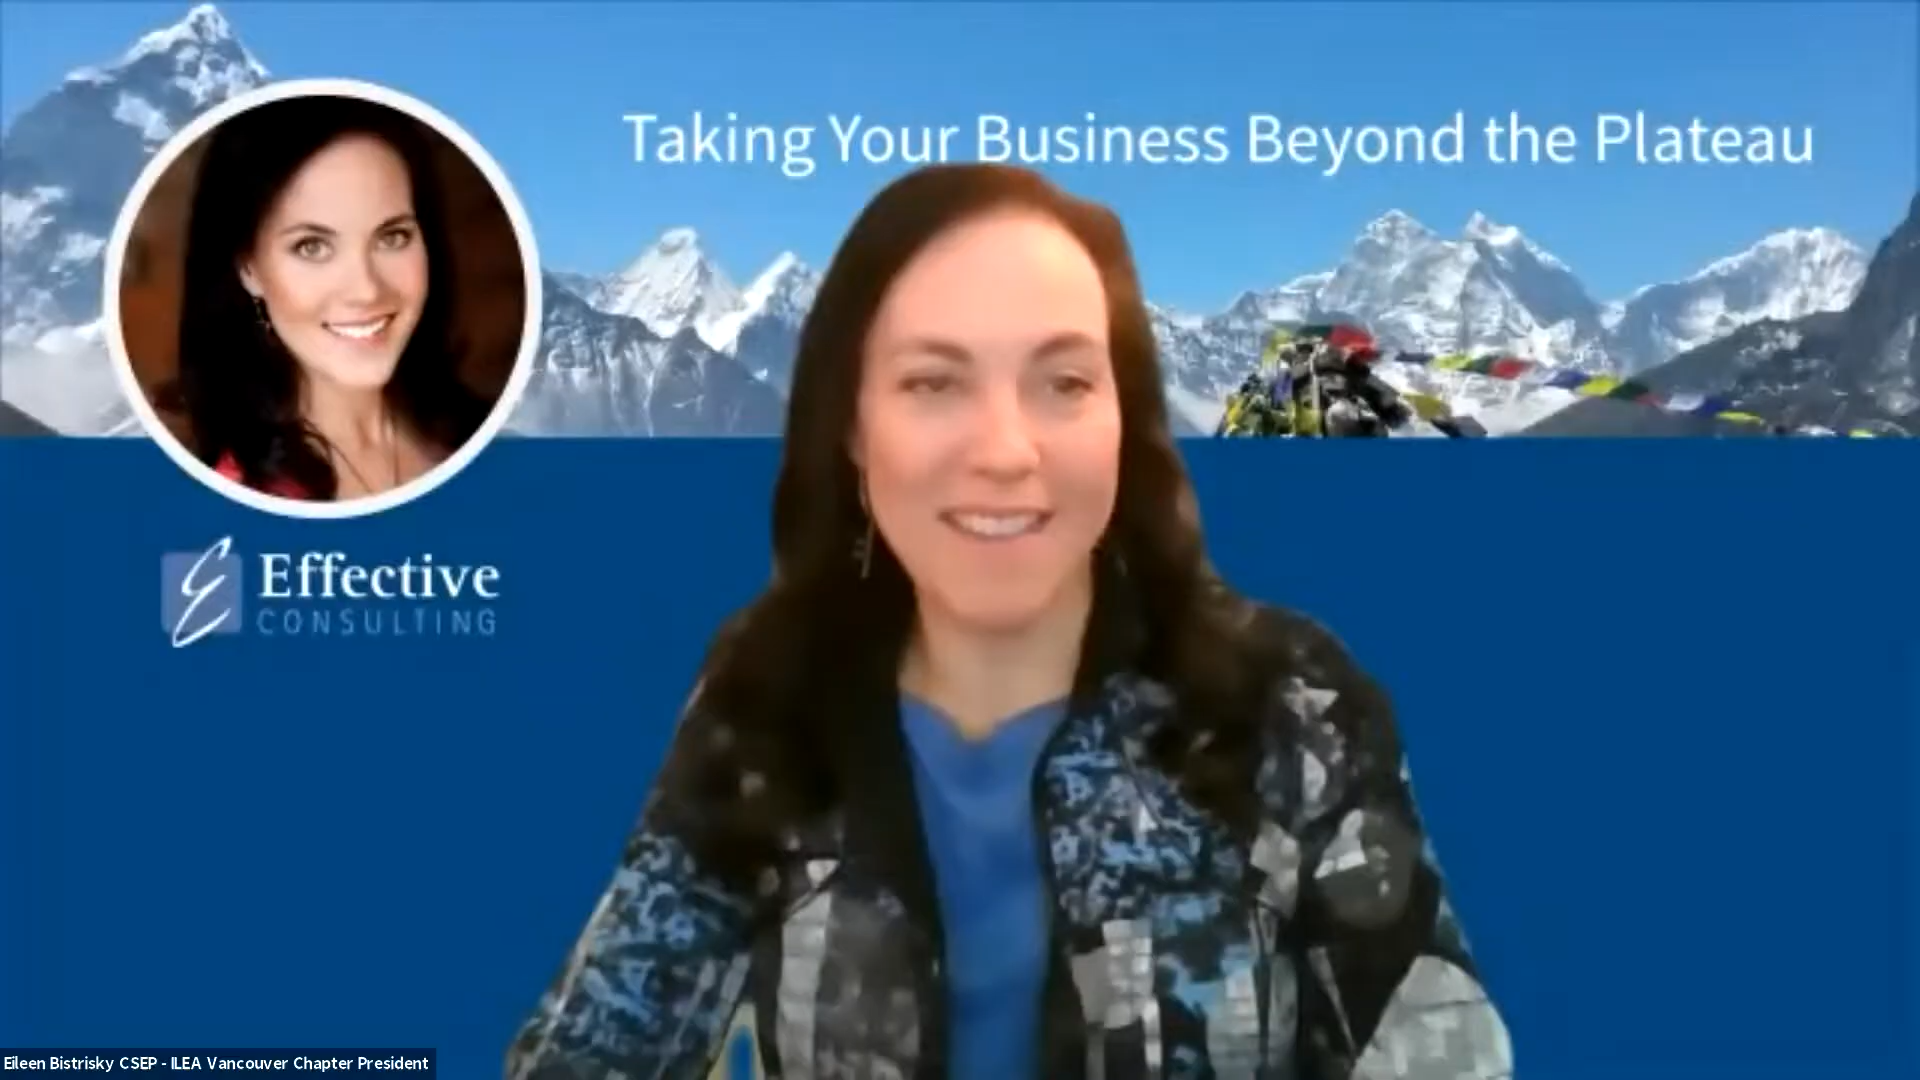 Taking Your Business Beyond the Plateau
Effective
CONSULTING
Eileen Bistrisky CSEP - ILEA Vancouver Chapter President